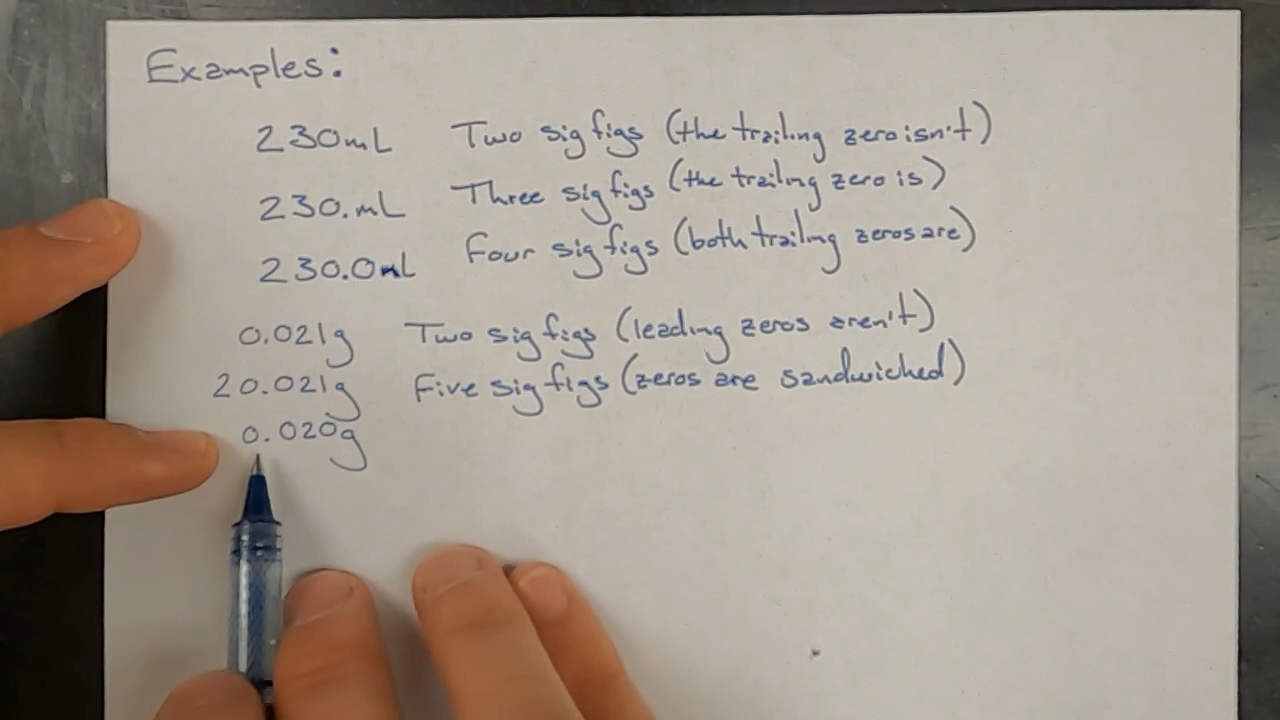 Examples:
230mL Two sig figs (the trailing zero isn't)
230.mL Three sig figs (the trailing zero is)
230.0mL Four sig figs (both trailing zeros are)
0.021g Two sig figs (leading zeros aren't)
20.021g Five sig figs (zeros are sandwiched)
0.020g